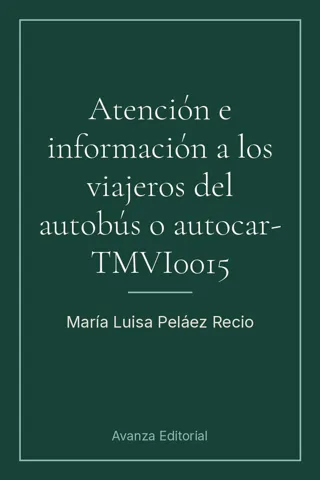 Atención e
información a los
viajeros del
autobús o autocar-
TMVI0015
María Luisa Peláez Recio
Avanza Editorial